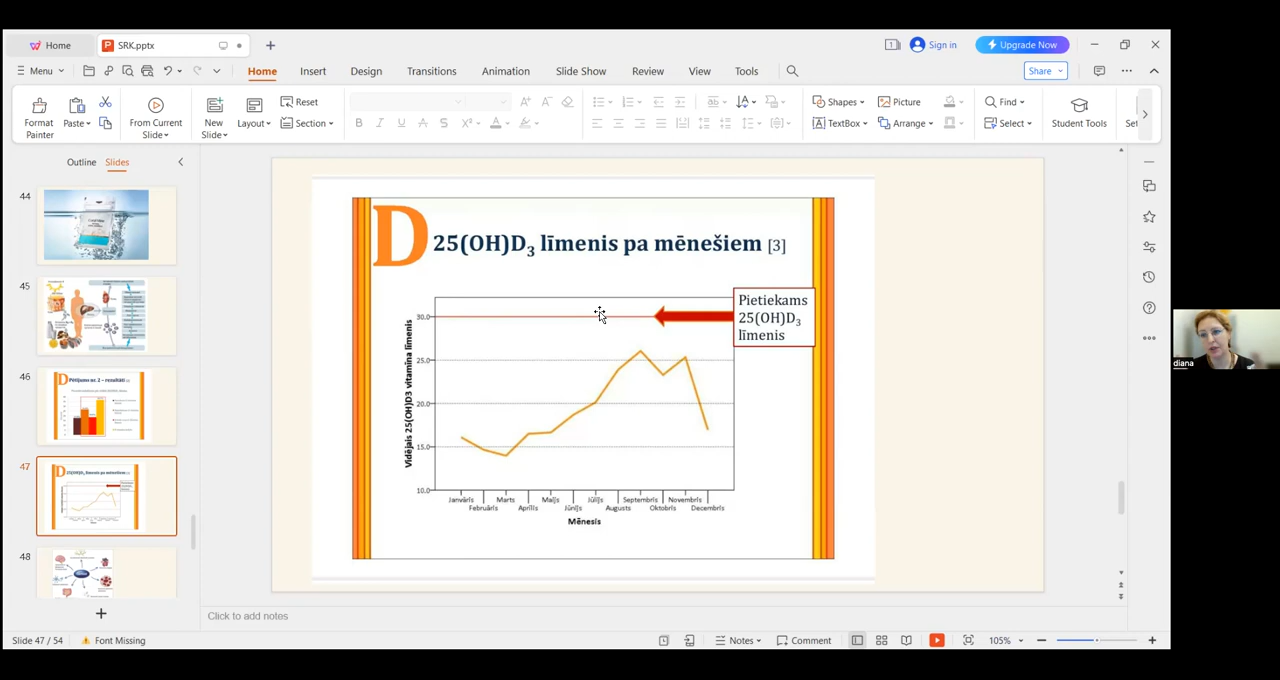 Home
SRK.pptx
Sign in
Upgrade Now
Menu
Home
Insert
Design
Transitions
Animation
Slide Show
Review
View
Tools
Share
Format
Painter
Paste
From Current
Slide
New
Slide
Layout
Reset
Section
B I U A S X² A
Shapes
Picture
TextBox
Arrange
Find
Select
Student Tools
Set
Outline
Slides
44
45
46
47
48
D 25(OH)D₃ līmenis pa mēnešiem [3]
Pietiekams
25(OH)D₃
līmenis
Vidējais 25(OH)D3 vitamīna līmenis
30.0
25.0
20.0
15.0
10.0
Janvāris
Februāris
Marts
Aprīlis
Maijs
Jūnijs
Jūlijs
Augusts
Septembris
Oktobris
Novembris
Decembris
Mēnesis
diana
Click to add notes
Slide 47 / 54
Font Missing
Notes
Comment
105%